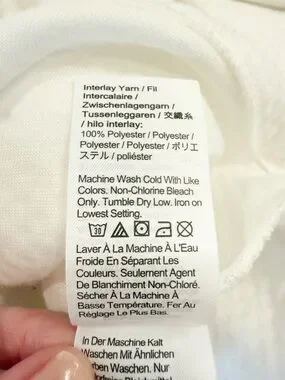 Interlay Yarn / Fil
Intercalaire /
Zwischenlagengarn /
Tussenleggaren / 交織糸
/ hilo interlay:
100% Polyester / Polyester /
Polyester / Polyester / ポリエ
ステル / poliéster
Machine Wash Cold With Like
Colors. Non-Chlorine Bleach
Only. Tumble Dry Low. Iron on
Lowest Setting.
30
Laver À La Machine À L'Eau
Froide En Séparant Les
Couleurs. Seulement Agent
De Blanchiment Non-Chloré.
Sécher À La Machine À
Basse Température. Fer Au
Réglage Le Plus Bas.
In Der Maschine Kalt
Waschen Mit Ähnlichen
Waschen. Nur